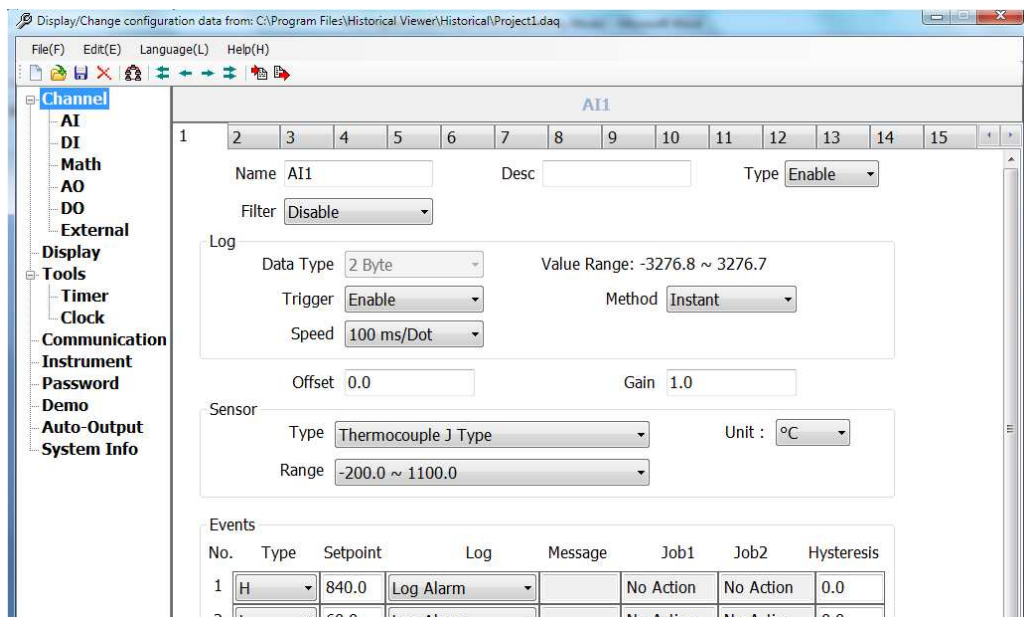 Display/Change configuration data from: C:\Program Files\Historical Viewer\Historical\Project1.daq
File(F) Edit(E) Language(L) Help(H)
Channel
AI
DI
Math
AO
DO
External
Display
Tools
Timer
Clock
Communication
Instrument
Password
Demo
Auto-Output
System Info
AI1
1 2 3 4 5 6 7 8 9 10 11 12 13 14 15
Name AI1 Desc Type Enable
Filter Disable
Log
Data Type 2 Byte Value Range: -3276.8 ~ 3276.7
Trigger Enable Method Instant
Speed 100 ms/Dot
Offset 0.0 Gain 1.0
Sensor
Type Thermocouple J Type Unit : °C
Range -200.0 ~ 1100.0
Events
No. Type Setpoint Log Message Job1 Job2 Hysteresis
1 H 840.0 Log Alarm No Action No Action 0.0